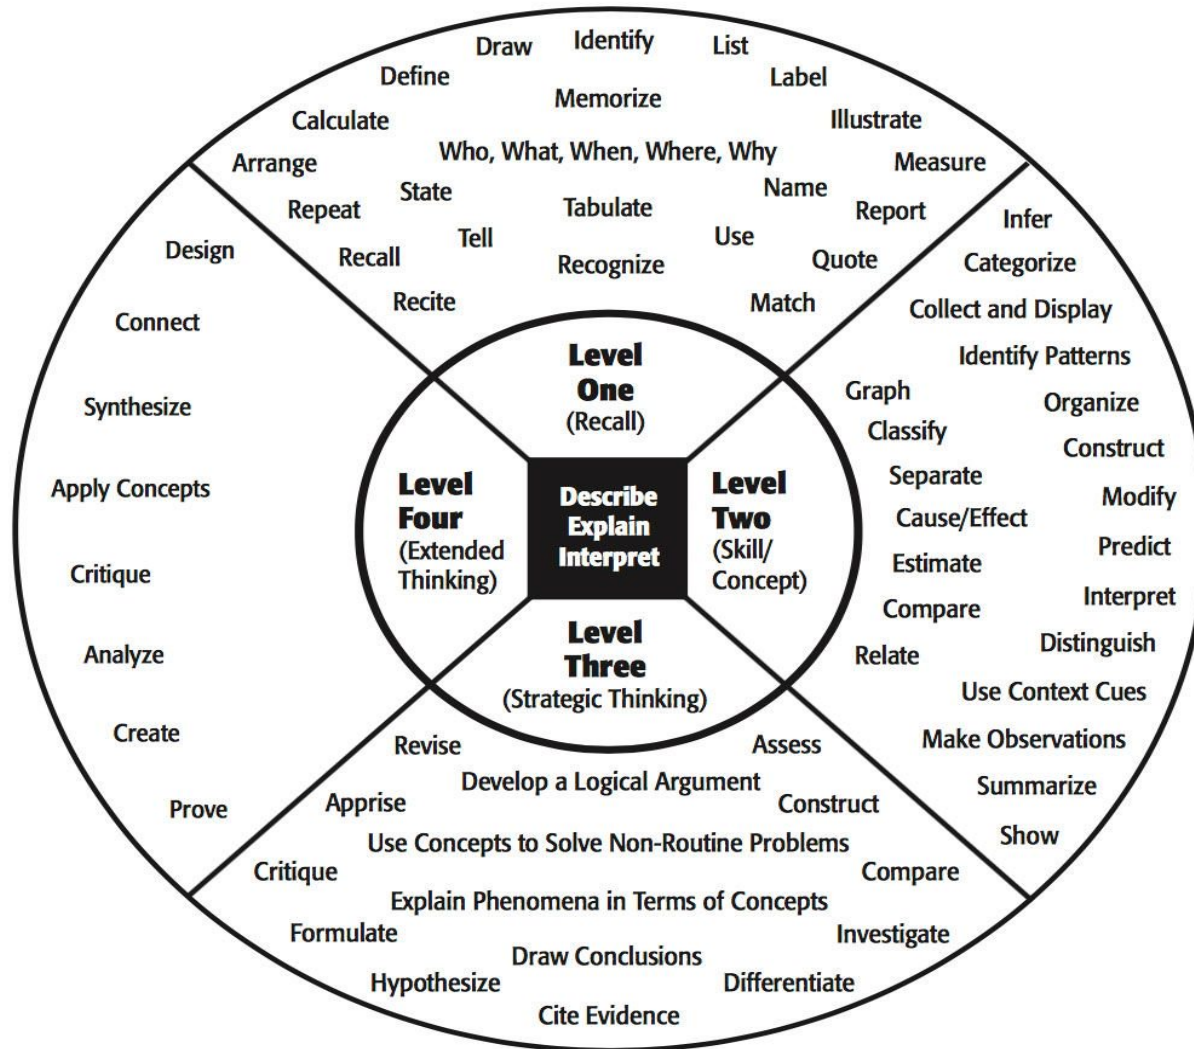 Draw
Identify
List
Define
Label
Memorize
Calculate
Illustrate
Who, What, When, Where, Why
Arrange
Measure
State
Name
Repeat
Tabulate
Report
Tell
Use
Recall
Recognize
Quote
Recite
Match
Level
One
(Recall)
Infer
Categorize
Collect and Display
Identify Patterns
Graph
Organize
Classify
Construct
Separate
Modify
Cause/Effect
Predict
Estimate
Interpret
Compare
Distinguish
Relate
Use Context Cues
Make Observations
Summarize
Show
Level
Two
(Skill/
Concept)
Describe
Explain
Interpret
Level
Three
(Strategic Thinking)
Revise
Assess
Develop a Logical Argument
Apprise
Construct
Use Concepts to Solve Non-Routine Problems
Critique
Compare
Explain Phenomena in Terms of Concepts
Formulate
Investigate
Draw Conclusions
Hypothesize
Differentiate
Cite Evidence
Level
Four
(Extended
Thinking)
Design
Connect
Synthesize
Apply Concepts
Critique
Analyze
Create
Prove